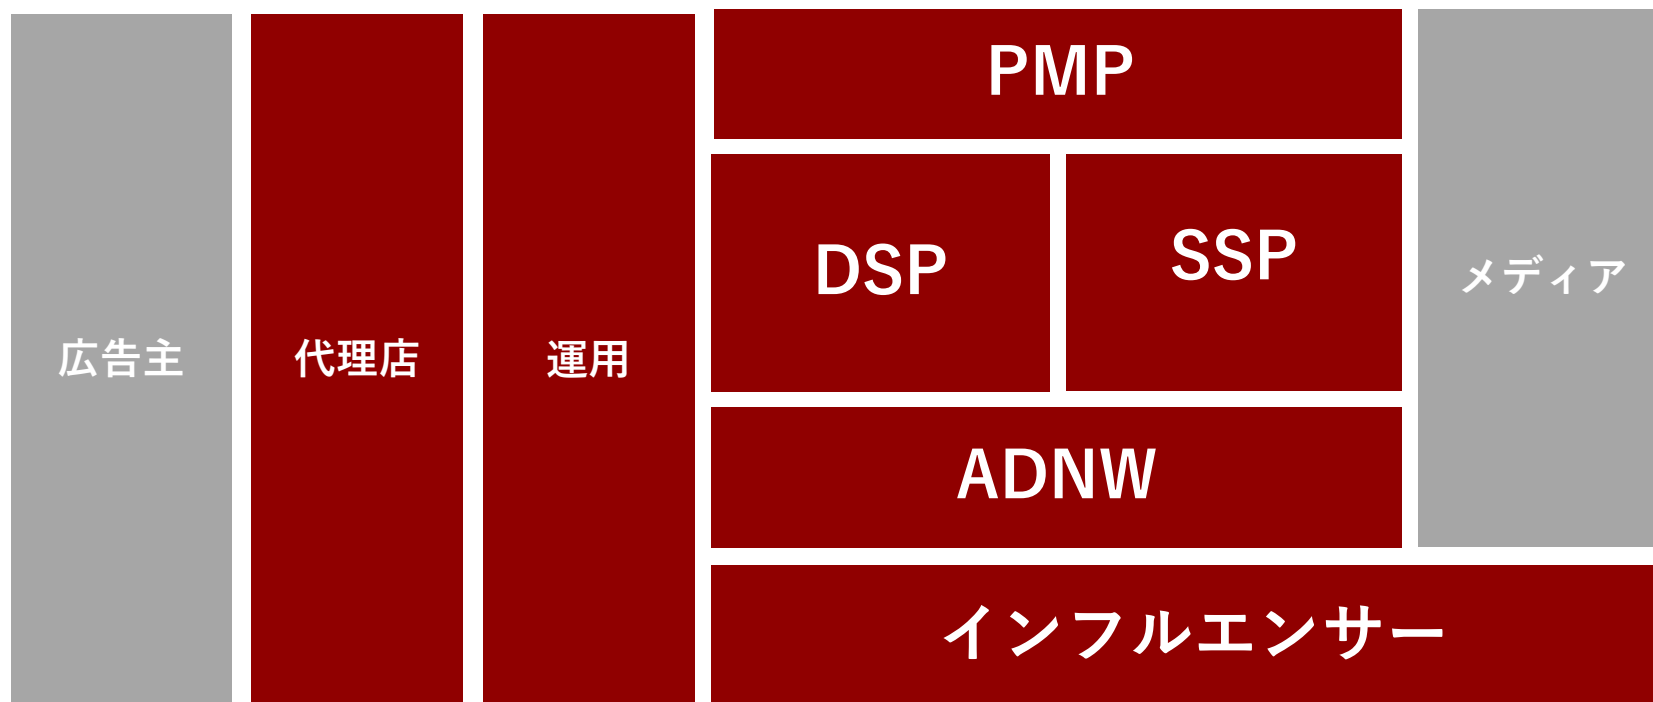 広告主
代理店
運用
PMP
DSP
SSP
ADNW
インフルエンサー
メディア